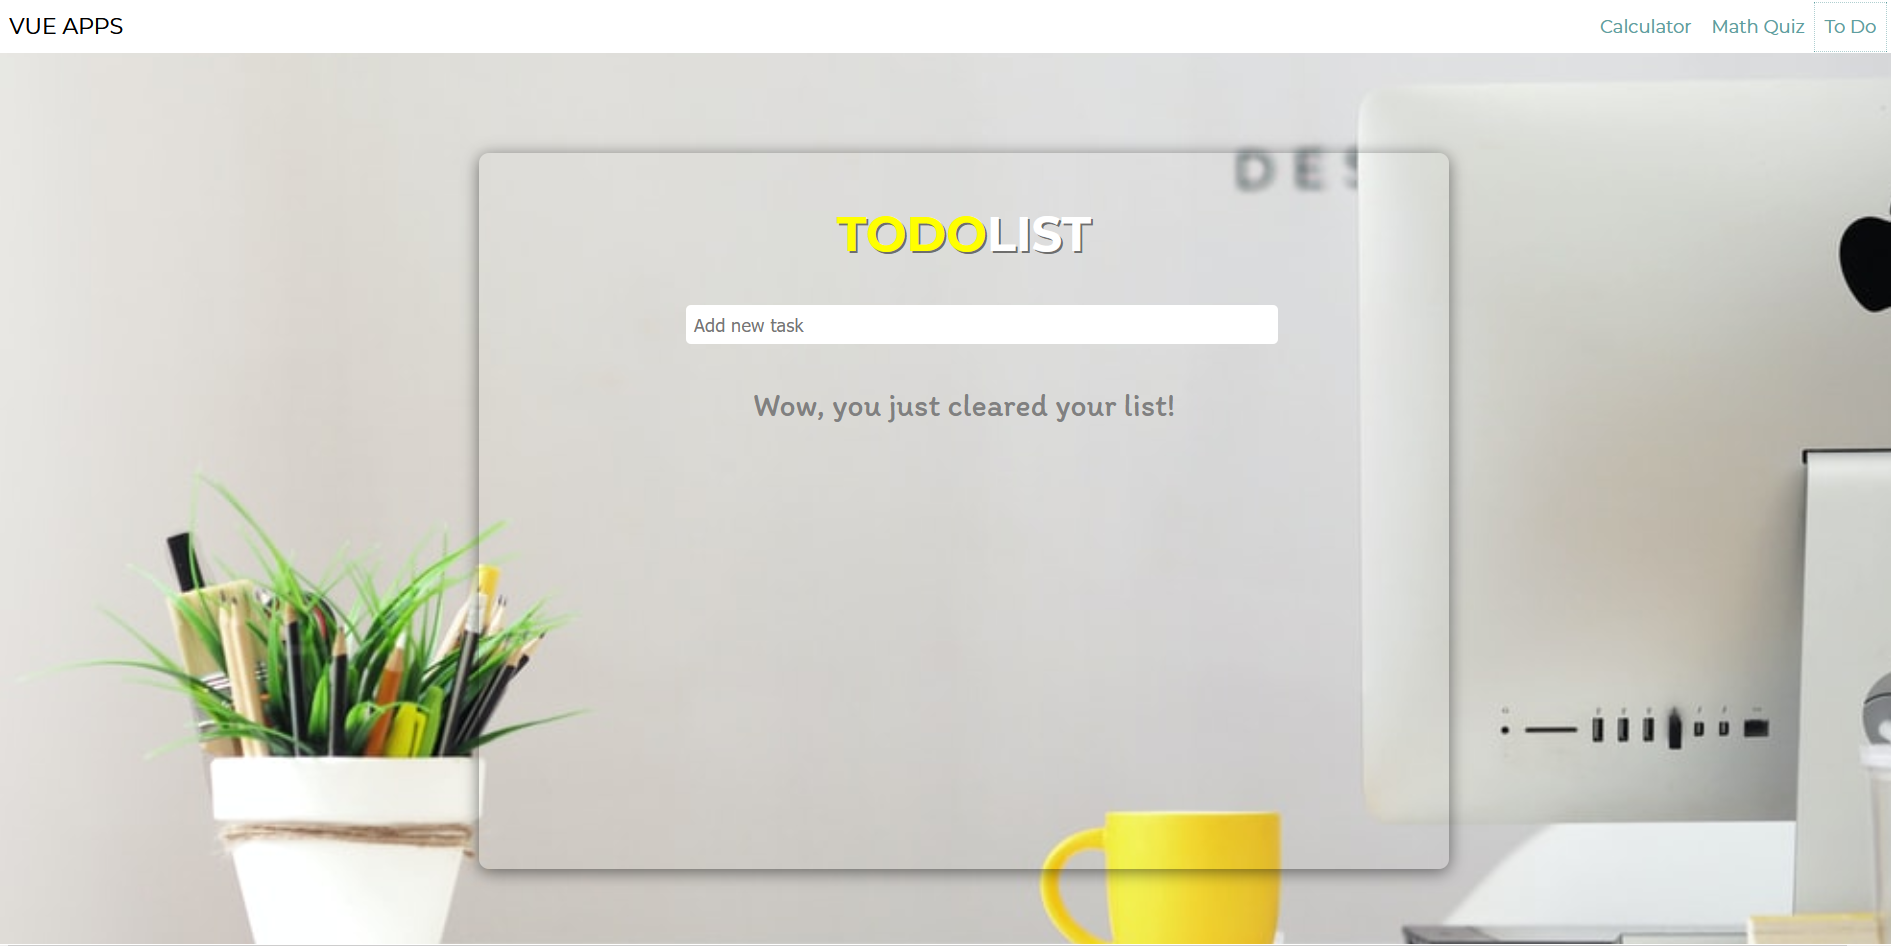 VUE APPS
Calculator Math Quiz To Do
DES
TODOLIST
Add new task
Wow, you just cleared your list!